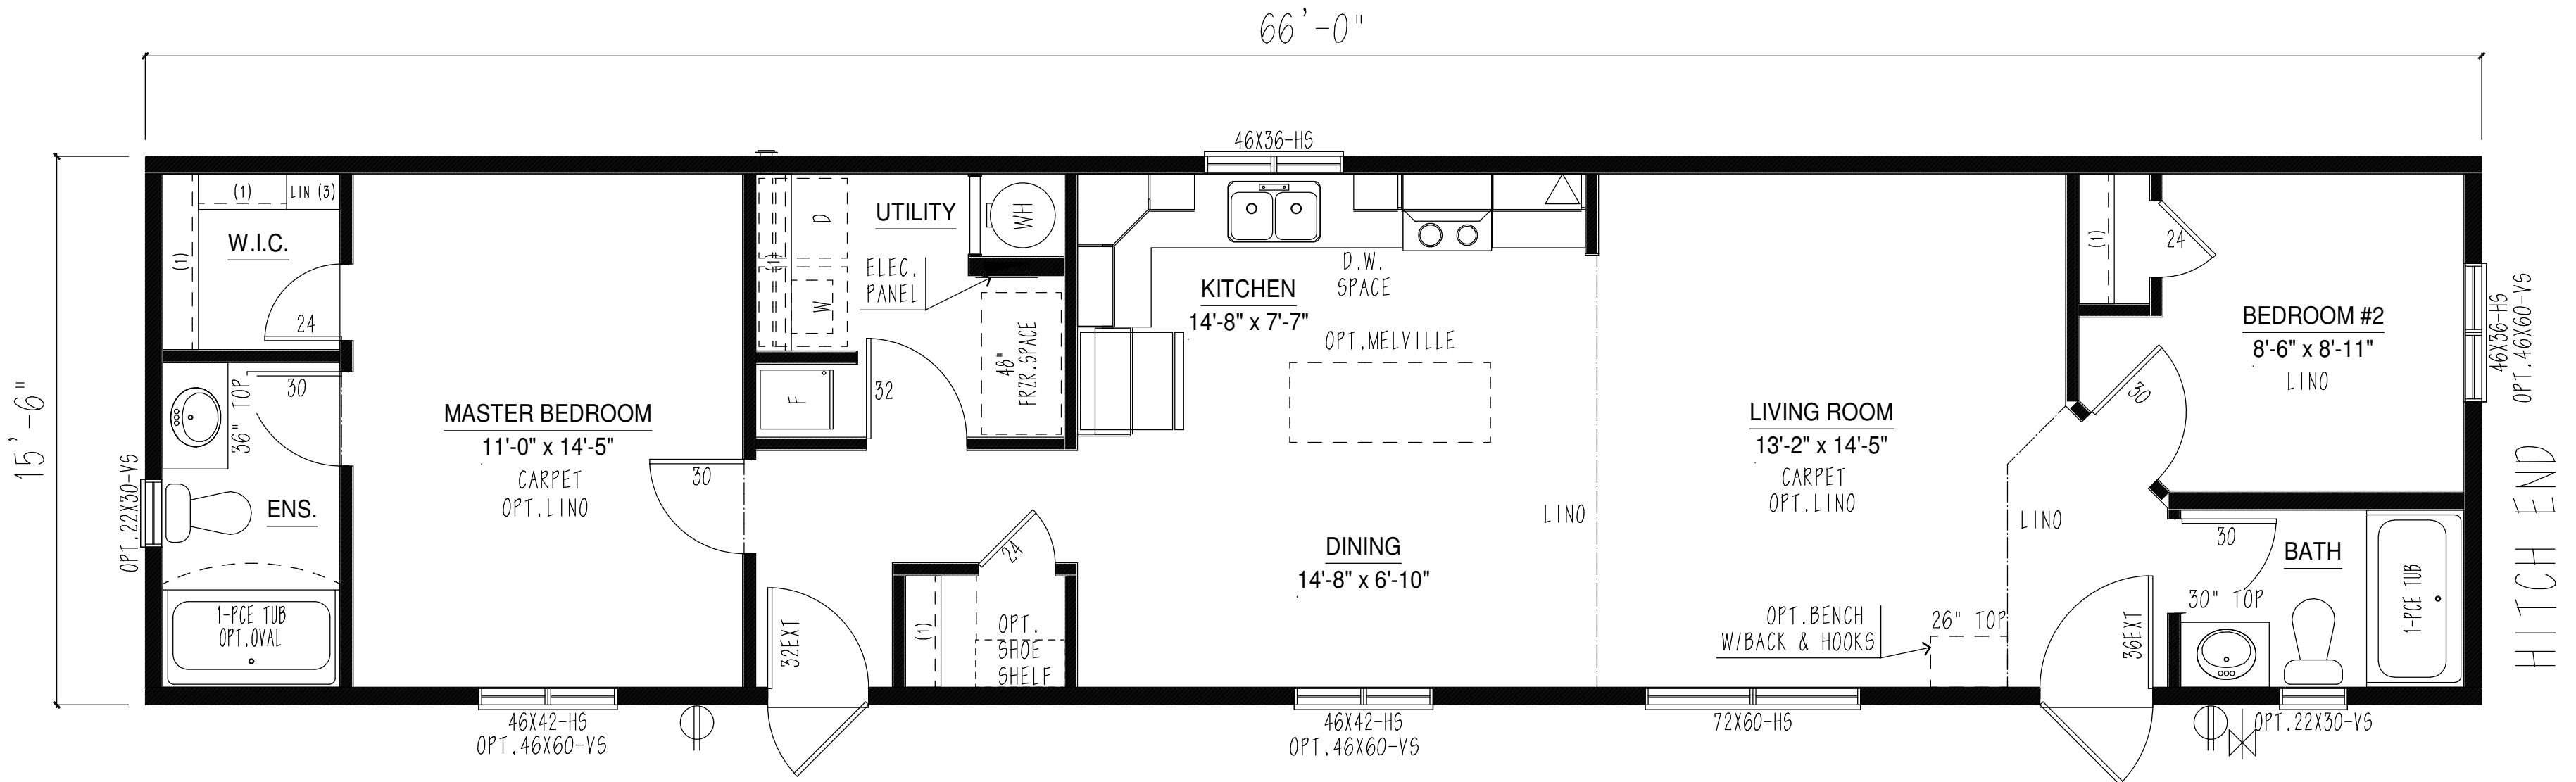 66'-0"
15'-6"
46X36-HS
(1)
LIN (3)
W.I.C.
(1)
24
30
36" TOP
OPT.22X30-VS
ENS.
1-PCE TUB
OPT.OVAL
MASTER BEDROOM
11'-0" x 14'-5"
CARPET
OPT.LINO
30
46X42-HS
OPT.46X60-VS
D
(1)
W
UTILITY
WH
ELEC.
PANEL
F
32
48"
FRZR.SPACE
32EXT
24
(1)
OPT.
SHOE
SHELF
KITCHEN
14'-8" x 7'-7"
D.W.
SPACE
OPT.MELVILLE
DINING
14'-8" x 6'-10"
LINO
46X42-HS
OPT.46X60-VS
LIVING ROOM
13'-2" x 14'-5"
CARPET
OPT.LINO
LINO
OPT.BENCH
W/BACK & HOOKS
26" TOP
72X60-HS
36EXT
(1)
24
BEDROOM #2
8'-6" x 8'-11"
LINO
30
46X36-HS
OPT.46X60-VS
30
BATH
30" TOP
1-PCE TUB
OPT.22X30-VS
HITCH END